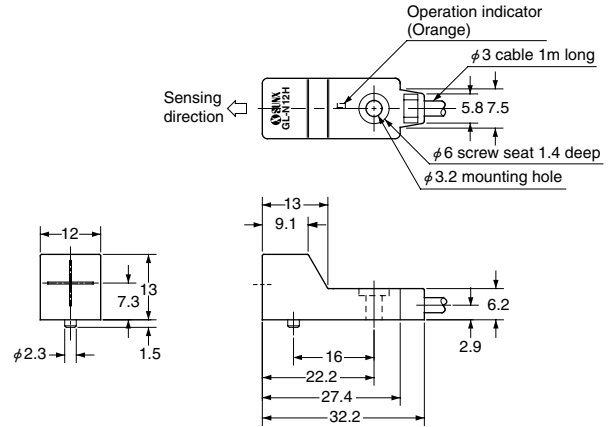 Operation indicator
(Orange)
φ3 cable 1m long
Sensing
direction
SUNX
GL-N12H
5.8 7.5
φ6 screw seat 1.4 deep
φ3.2 mounting hole
13
9.1
12
13
7.3
6.2
φ2.3
1.5
2.9
16
22.2
27.4
32.2